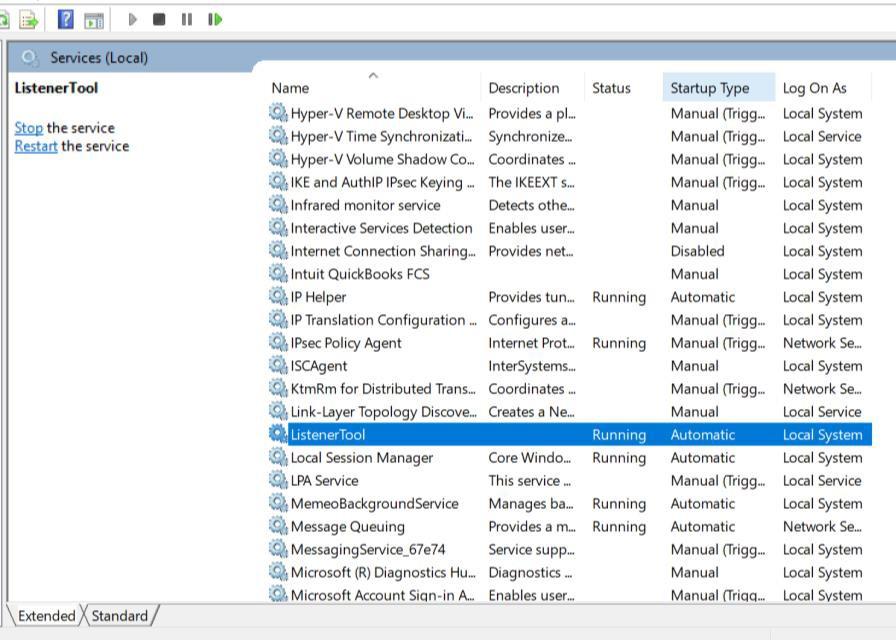 Services (Local)
ListenerTool
Stop the service
Restart the service
Name Description Status Startup Type Log On As
Hyper-V Remote Desktop Vi... Provides a pl... Manual (Trigg... Local System
Hyper-V Time Synchronizati... Synchronize... Manual (Trigg... Local Service
Hyper-V Volume Shadow Co... Coordinates ... Manual (Trigg... Local System
IKE and AuthIP IPsec Keying ... The IKEEXT s... Manual (Trigg... Local System
Infrared monitor service Detects othe... Manual Local System
Interactive Services Detection Enables user... Manual Local System
Internet Connection Sharing... Provides net... Disabled Local System
Intuit QuickBooks FCS Manual Local System
IP Helper Provides tun... Running Automatic Local System
IP Translation Configuration ... Configures a... Manual (Trigg... Local System
IPsec Policy Agent Internet Prot... Running Manual (Trigg... Network Se...
ISCAgent InterSystems... Manual Local System
KtmRm for Distributed Trans... Coordinates ... Manual (Trigg... Network Se...
Link-Layer Topology Discove... Creates a Ne... Manual Local Service
ListenerTool Running Automatic Local System
Local Session Manager Core Windo... Running Automatic Local System
LPA Service This service ... Manual (Trigg... Local Service
MemeoBackgroundService Manages ba... Running Automatic Local System
Message Queuing Provides a m... Running Automatic Network Se...
MessagingService_67e74 Service supp... Manual (Trigg... Local System
Microsoft (R) Diagnostics Hu... Diagnostics ... Manual Local System
Microsoft Account Sign-in A... Enables user... Manual (Trigg... Local System
Extended Standard